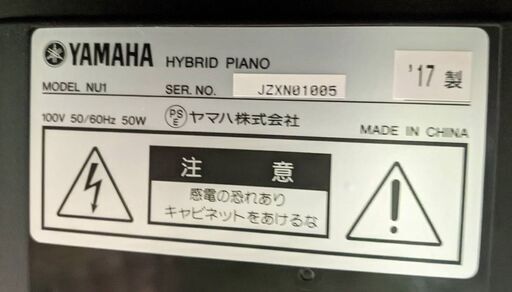 YAMAHA HYBRID PIANO
'17 製
MODEL NU1 SER. NO. JZXN01005
100V 50/60Hz 50W PSE ヤマハ株式会社
MADE IN CHINA
注意
感電の恐れあり
キャビネットをあけるな